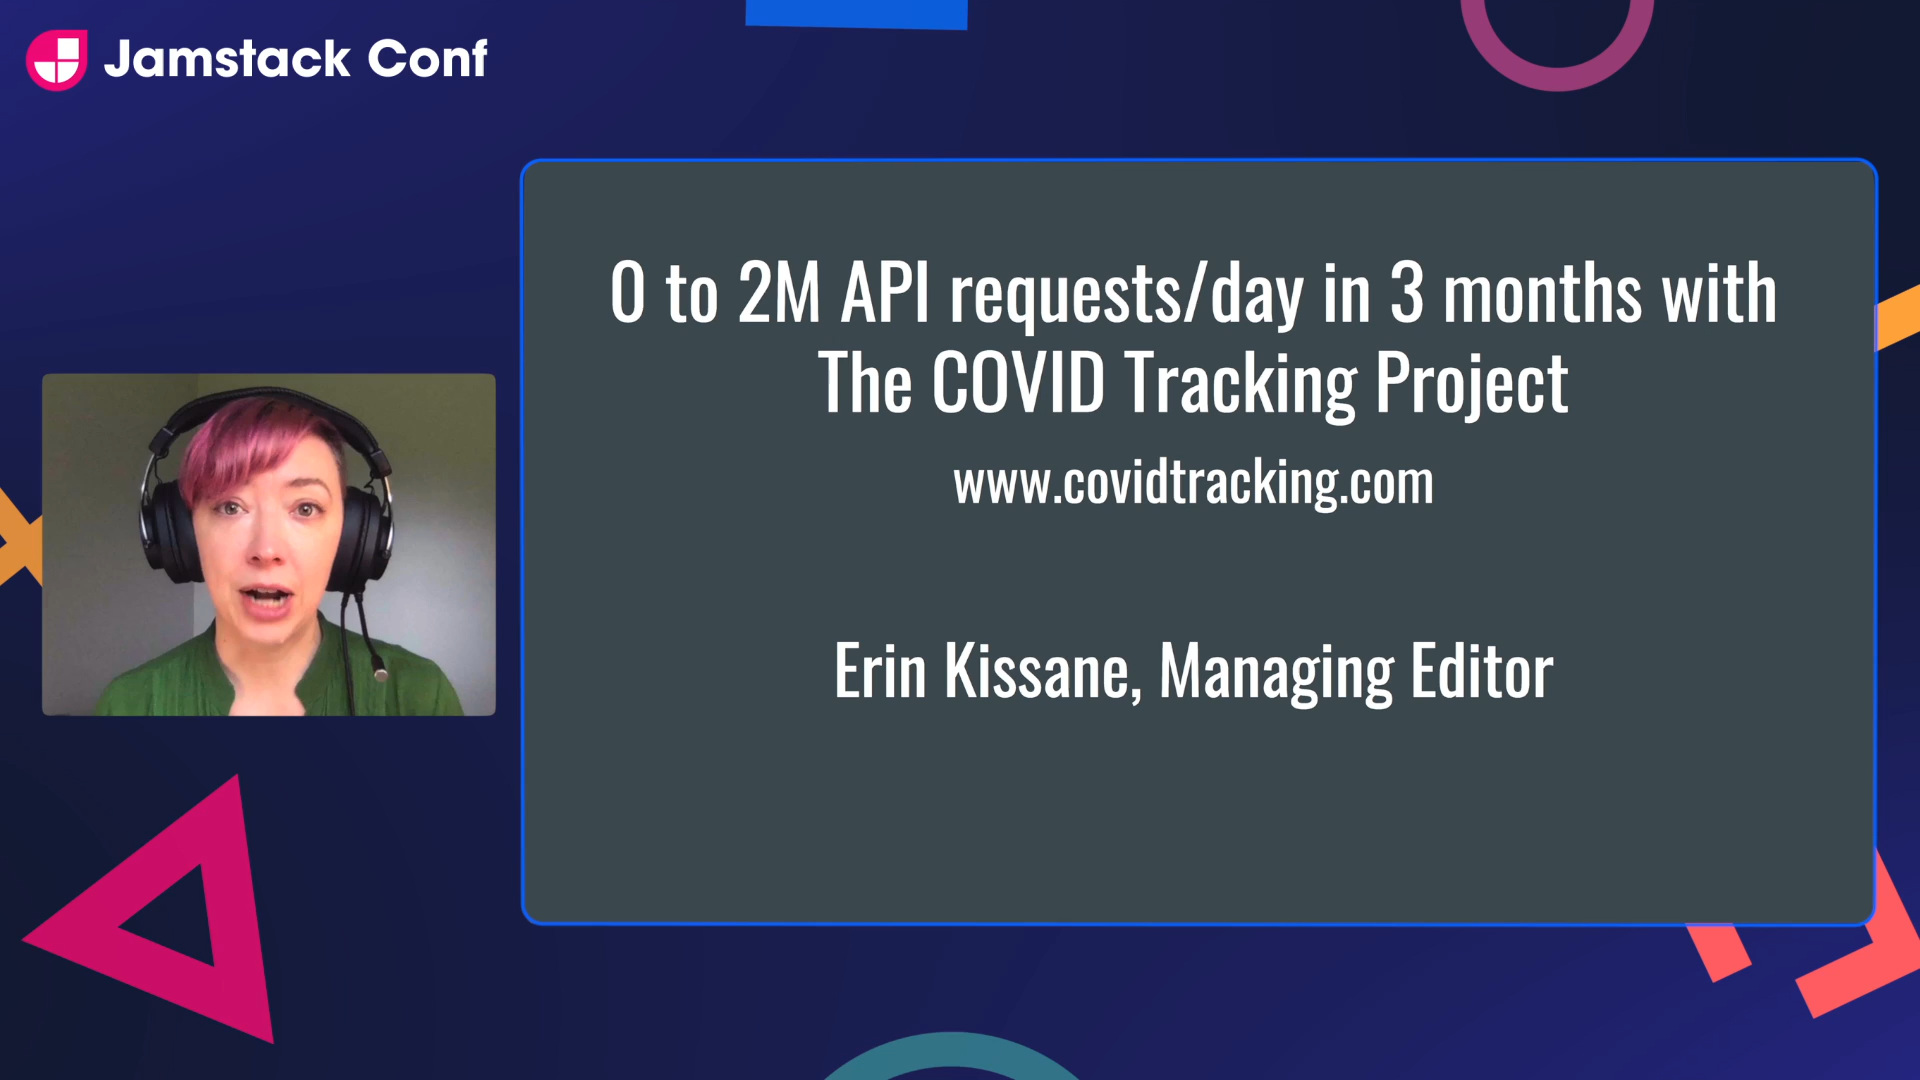 Jamstack Conf
0 to 2M API requests/day in 3 months with
The COVID Tracking Project
www.covidtracking.com
Erin Kissane, Managing Editor